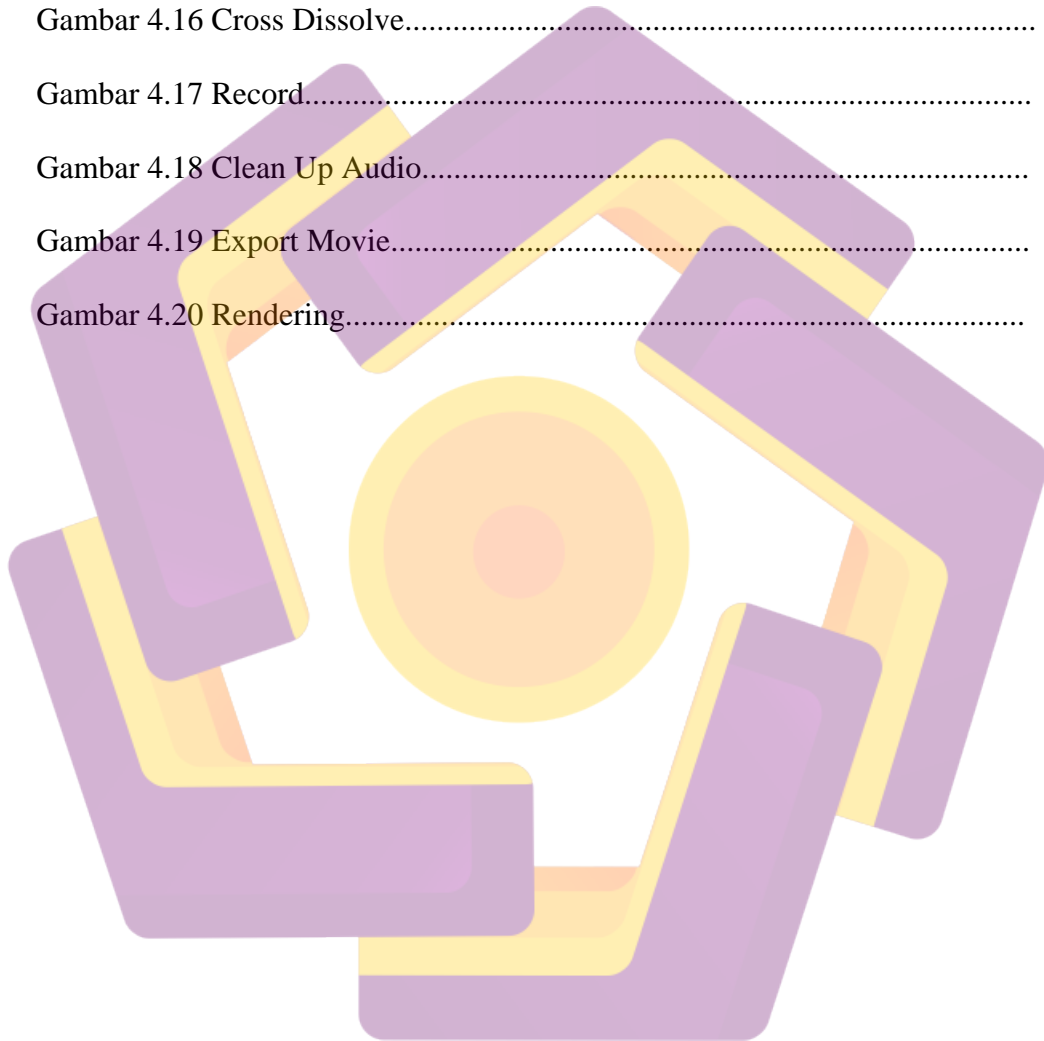 Gambar 4.16 Cross Dissolve..............................................................................
Gambar 4.17 Record..........................................................................................
Gambar 4.18 Clean Up Audio...........................................................................
Gambar 4.19 Export Movie...............................................................................
Gambar 4.20 Rendering....................................................................................